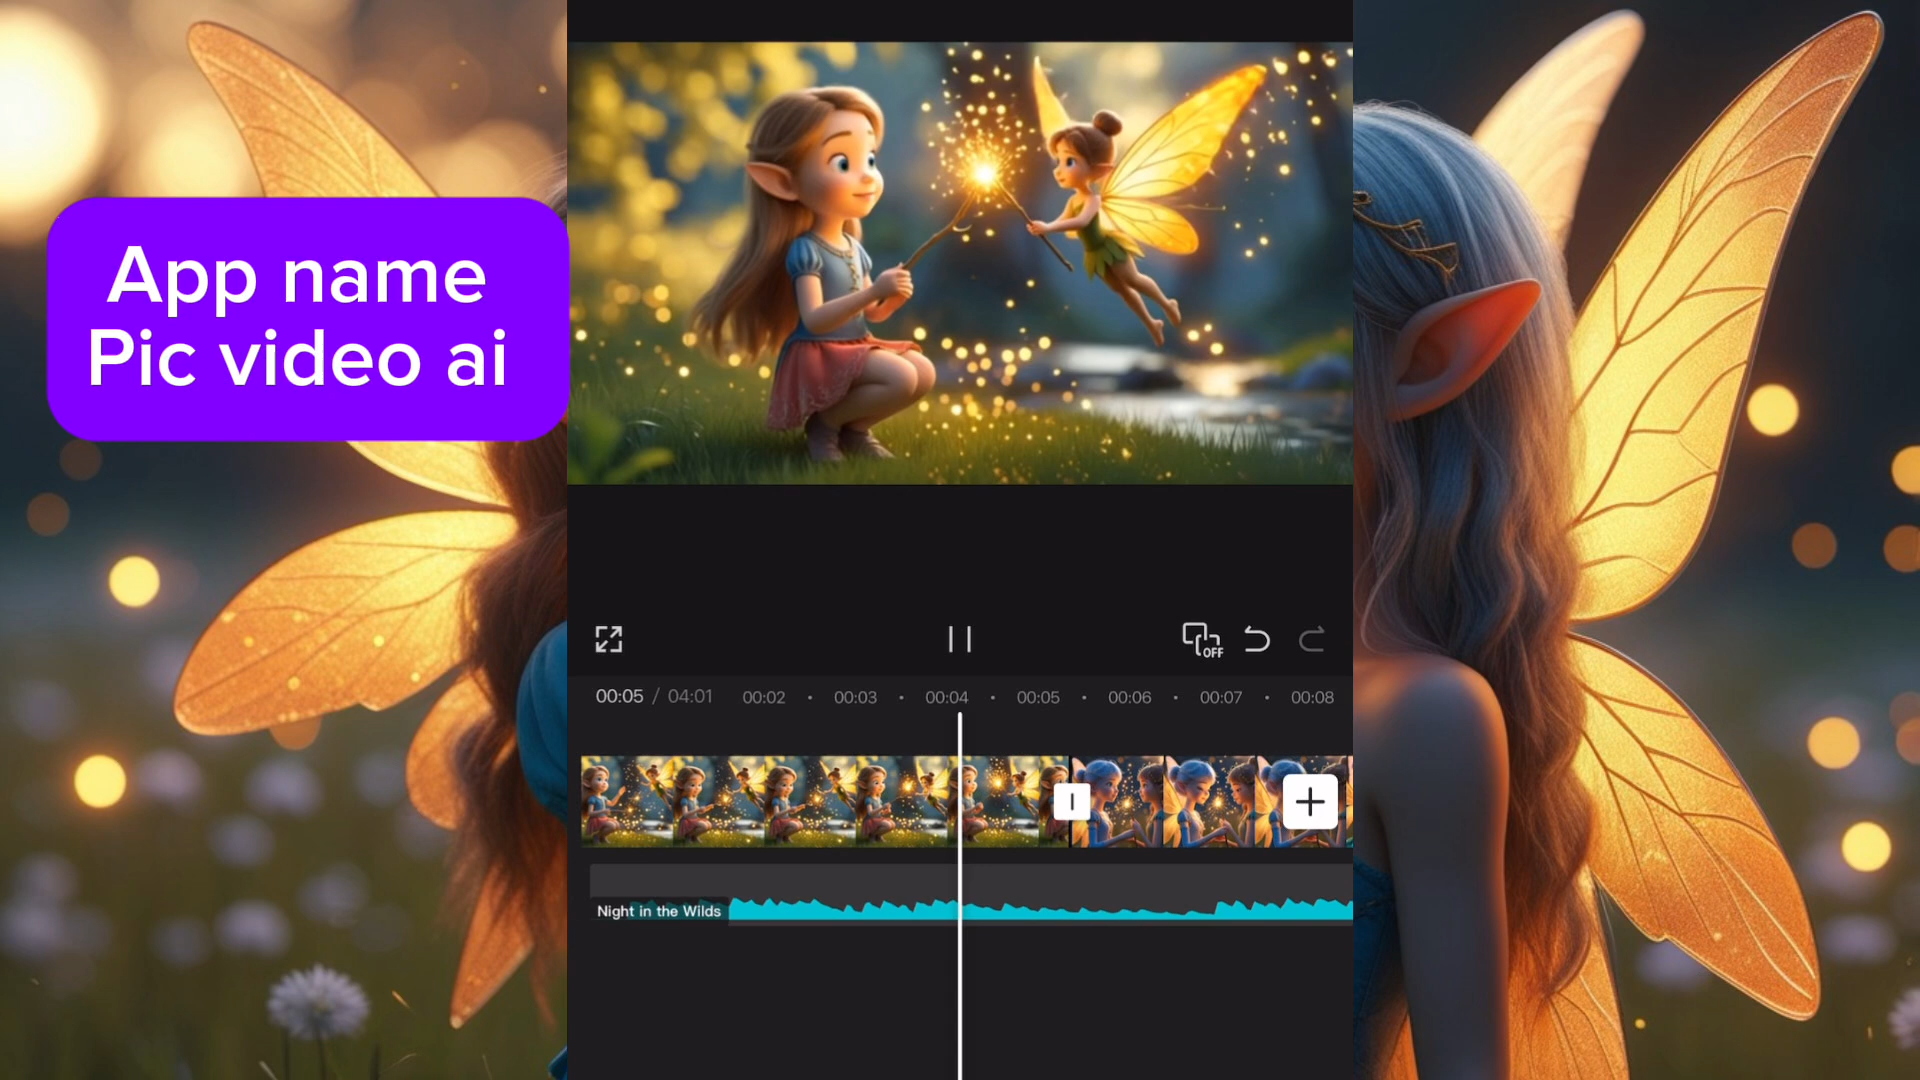 App name
Pic video ai
OFF
00:05 / 04:01 00:02 00:03 00:04 00:05 00:06 00:07 00:08
Night in the Wilds